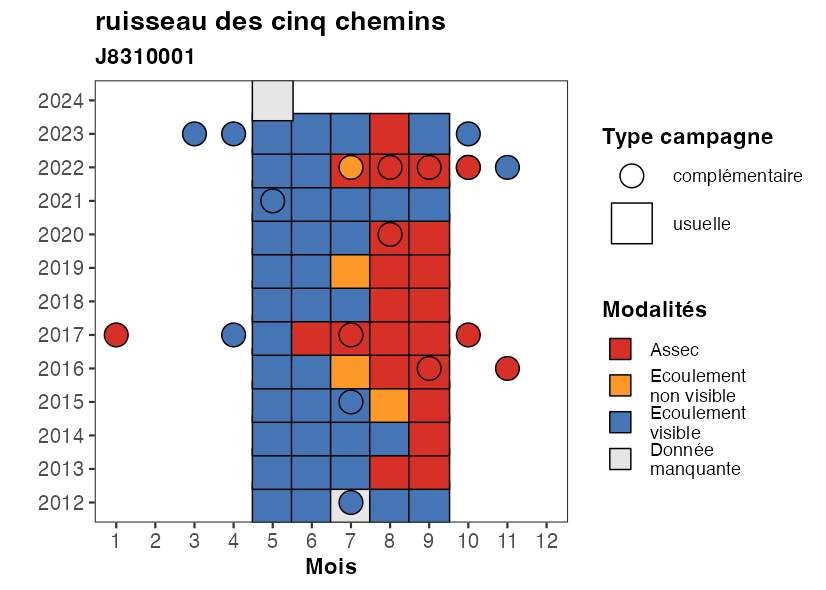 ruisseau des cinq chemins
J8310001
2024
2023
2022
2021
2020
2019
2018
2017
2016
2015
2014
2013
2012
1 2 3 4 5 6 7 8 9 10 11 12
Mois
Type campagne
complémentaire
usuelle
Modalités
Assec
Ecoulement
non visible
Ecoulement
visible
Donnée
manquante